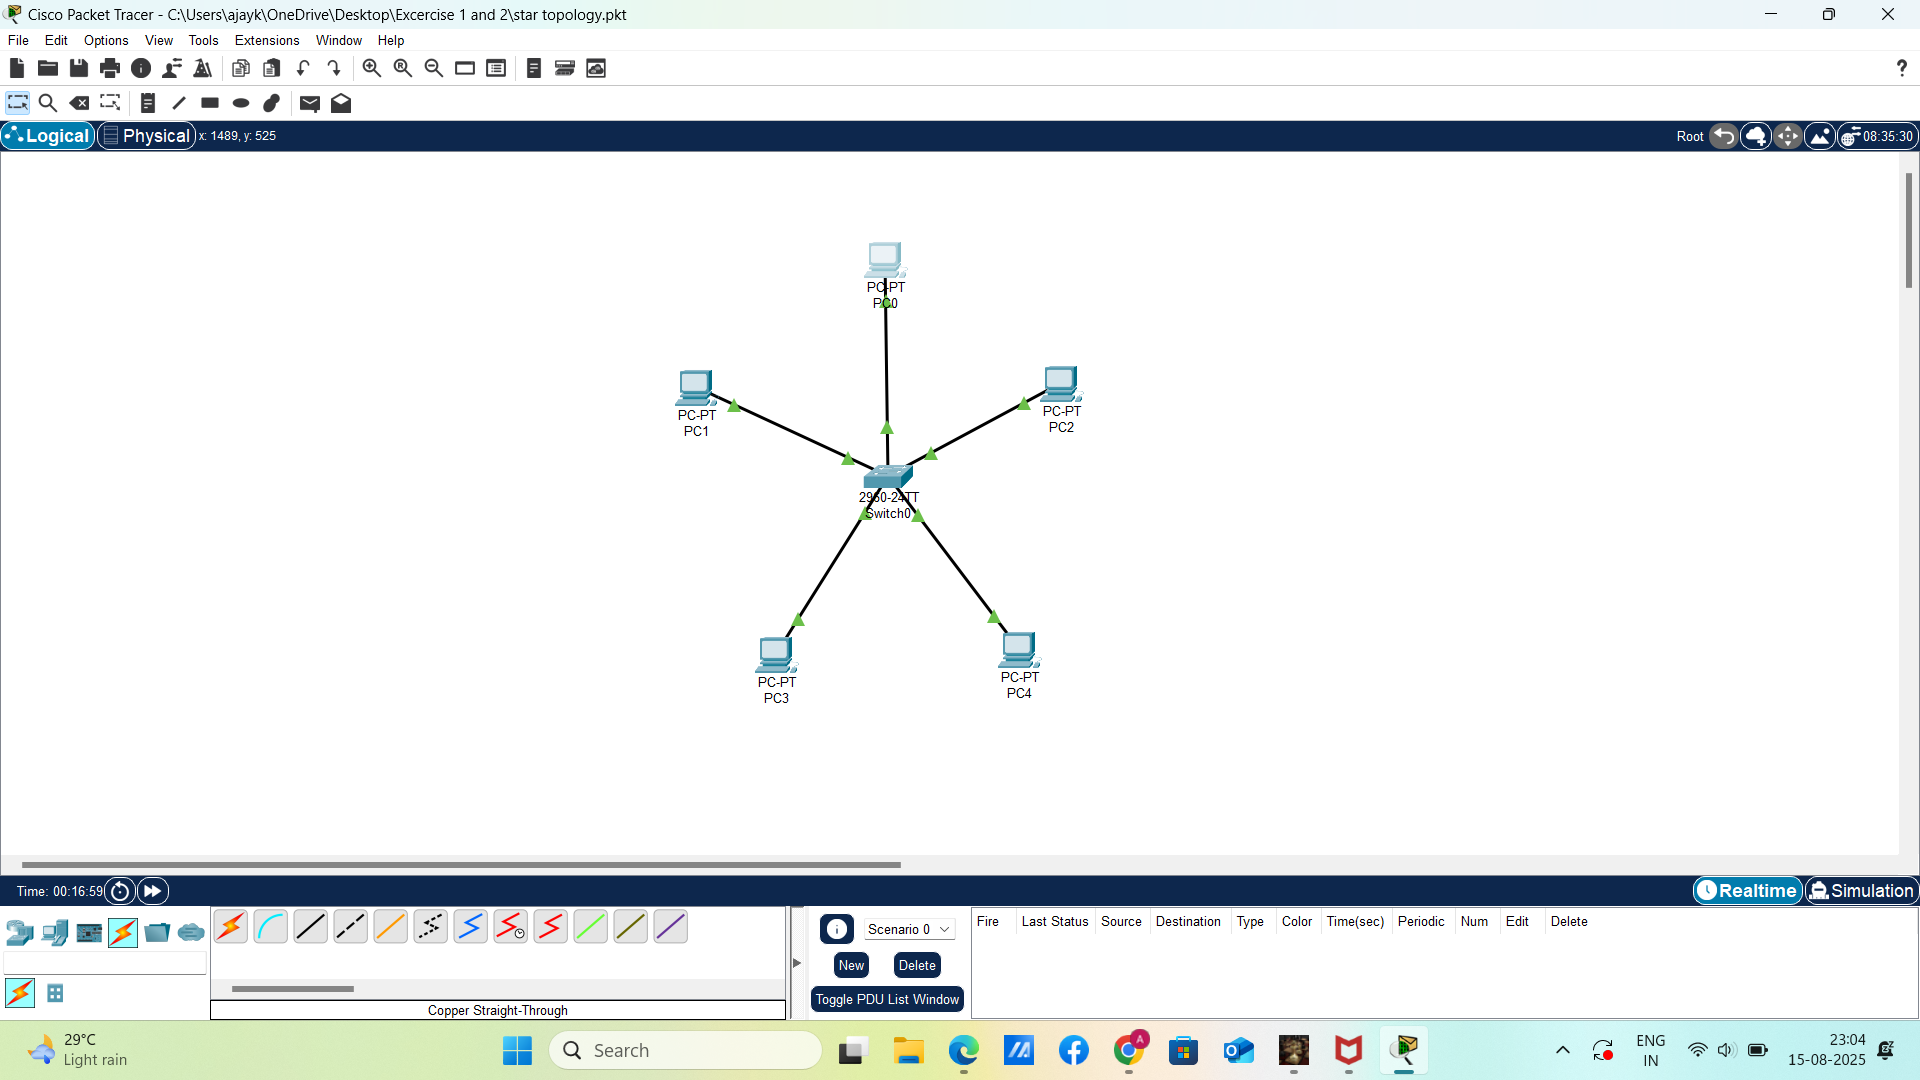 Cisco Packet Tracer - C:\Users\ajayk\OneDrive\Desktop\Excercise 1 and 2\star topology.pkt
File Edit Options View Tools Extensions Window Help
?
Logical Physical x: 1489, y: 525 Root 08:35:30
PC-PT
PC0
PC-PT
PC1
PC-PT
PC2
2960-24TT
Switch0
PC-PT
PC3
PC-PT
PC4
Time: 00:16:59 Realtime Simulation
Scenario 0
New Delete
Toggle PDU List Window
Fire Last Status Source Destination Type Color Time(sec) Periodic Num Edit Delete
Copper Straight-Through
29°C
Light rain
Search
A
ENG
IN
23:04
15-08-2025